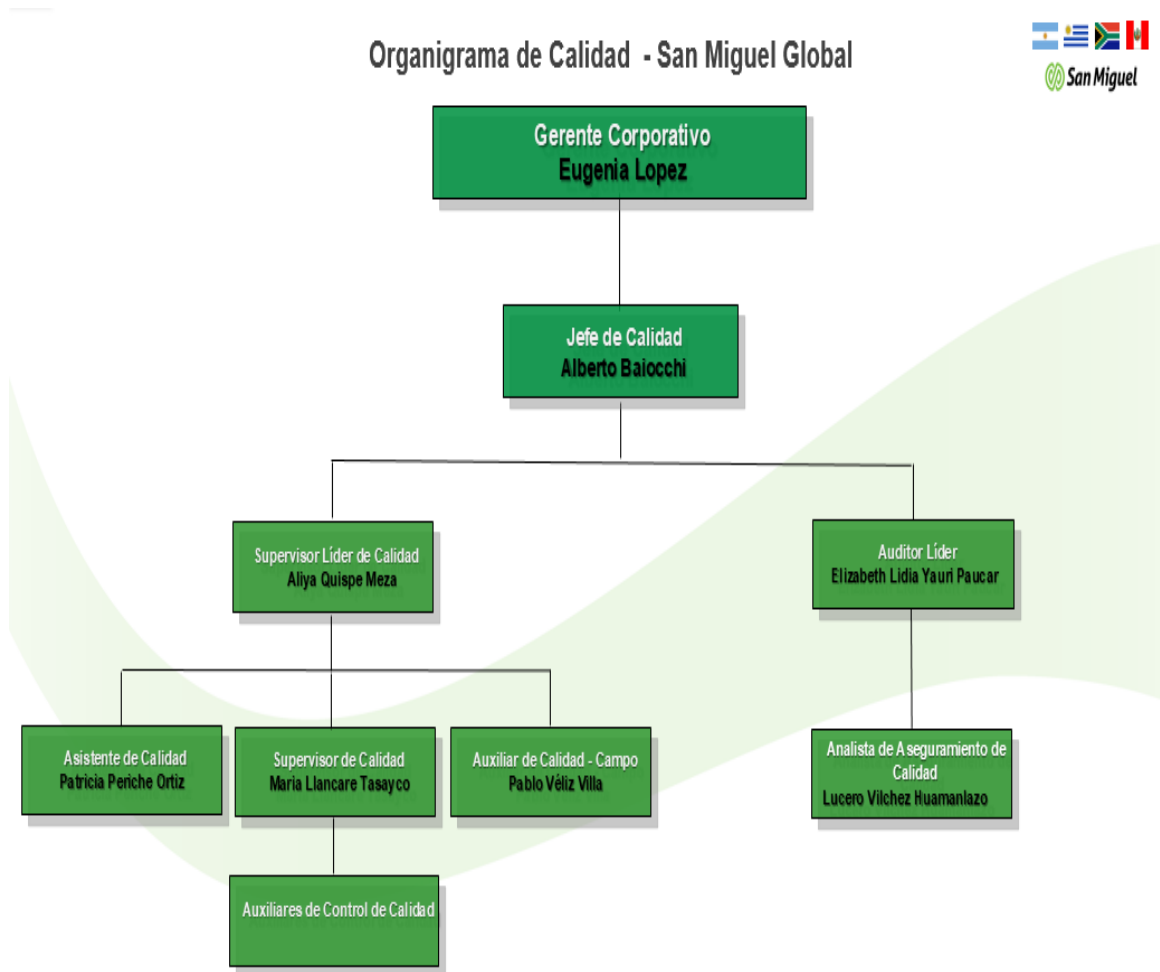 Organigrama de Calidad - San Miguel Global
San Miguel
Gerente Corporativo
Eugenia Lopez
Jefe de Calidad
Alberto Baiocchi
Supervisor Líder de Calidad
Aliya Quispe Meza
Auditor Líder
Elizabeth Lidia Yauri Paucar
Asistente de Calidad
Patricia Periche Ortiz
Supervisor de Calidad
Maria Llancare Tasayco
Auxiliar de Calidad - Campo
Pablo Véliz Villa
Analista de Aseguramiento de
Calidad
Lucero Vilchez Huamanlazo
Auxiliares de Control de Calidad